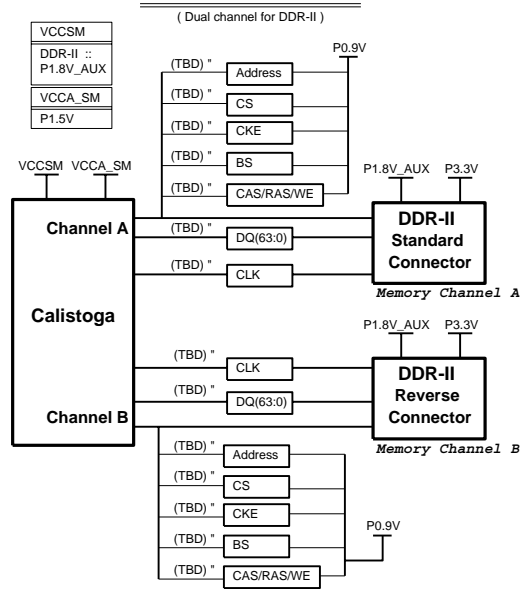 ( Dual channel for DDR-II )
VCCSM
DDR-II ::
P1.8V_AUX
VCCA_SM
P1.5V
P0.9V
(TBD) " Address
(TBD) " CS
(TBD) " CKE
(TBD) " BS
(TBD) " CAS/RAS/WE
VCCSM VCCA_SM
P1.8V_AUX P3.3V
Channel A
(TBD) " DQ(63:0)
(TBD) " CLK
DDR-II
Standard
Connector
Memory Channel A
Calistoga
P1.8V_AUX P3.3V
(TBD) " CLK
(TBD) " DQ(63:0)
Channel B
DDR-II
Reverse
Connector
Memory Channel B
(TBD) " Address
(TBD) " CS
(TBD) " CKE
(TBD) " BS
(TBD) " CAS/RAS/WE
P0.9V